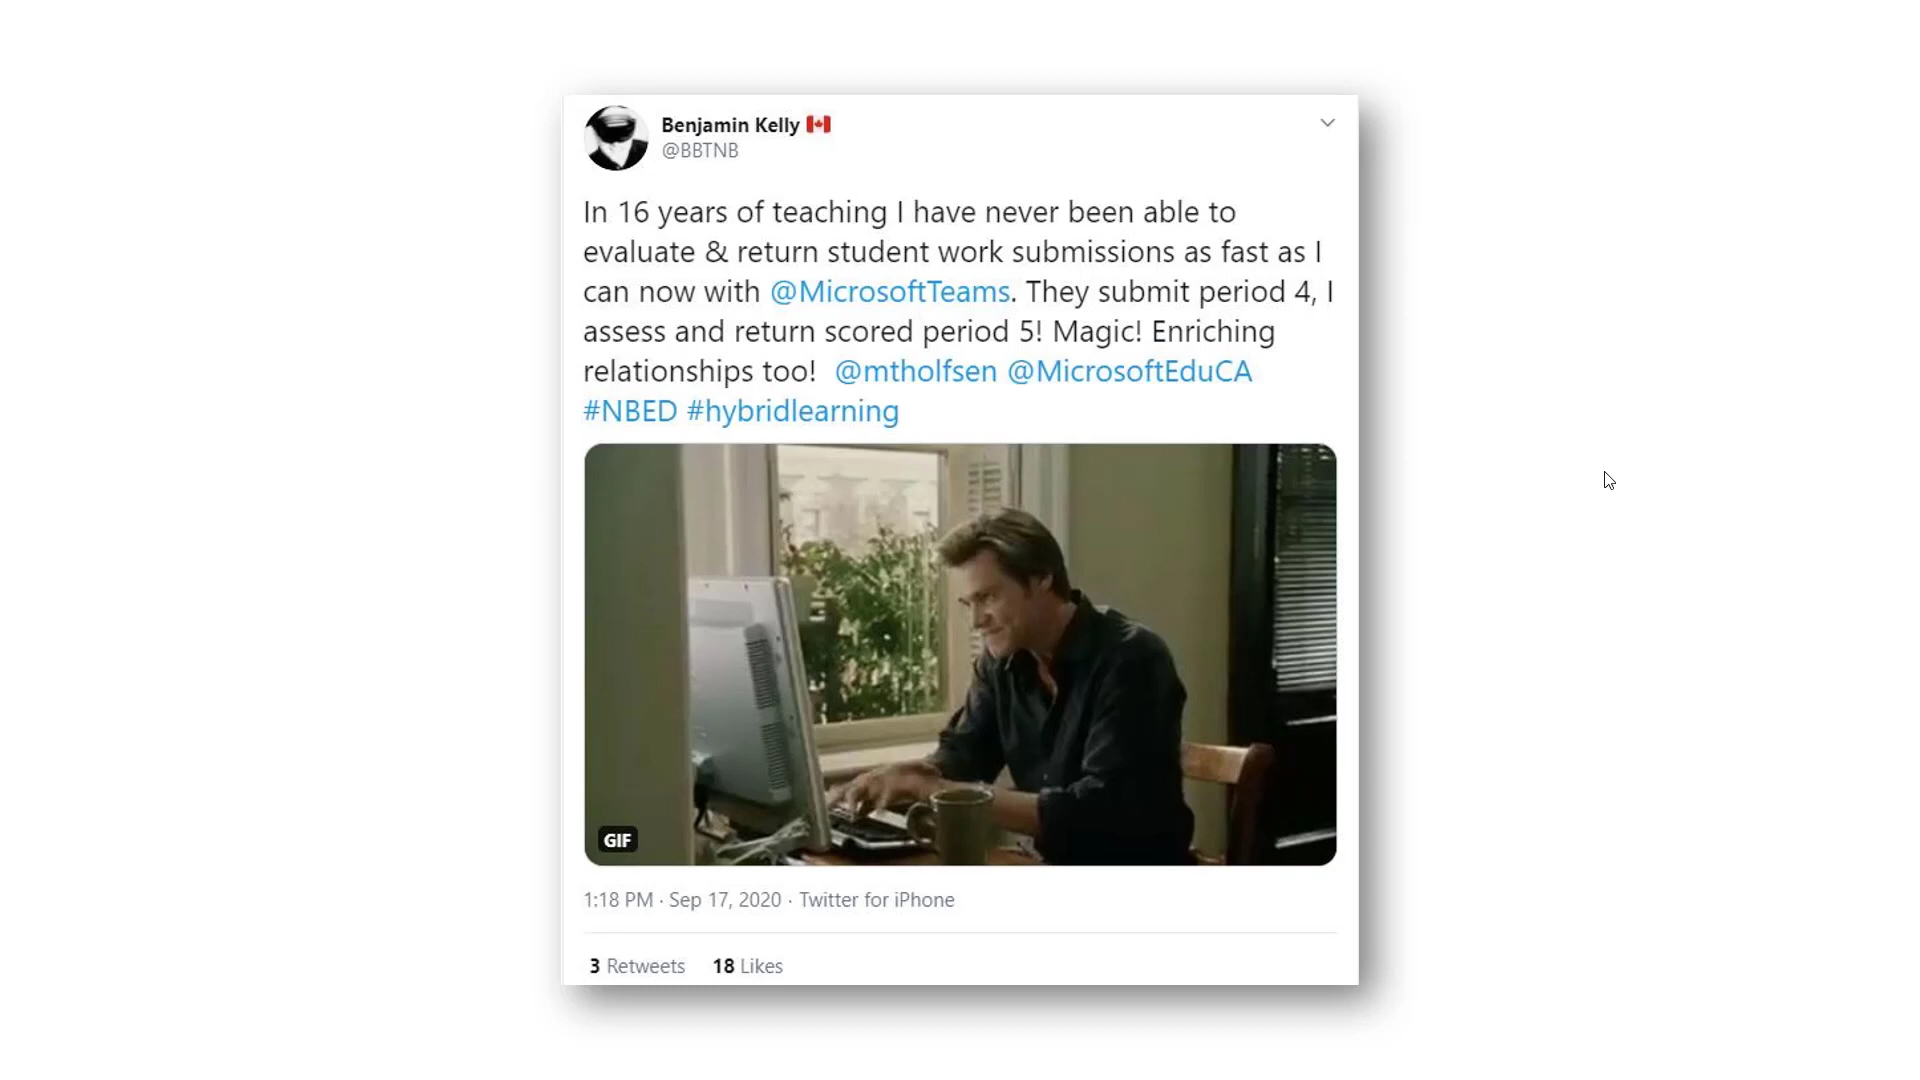 Benjamin Kelly
@BBTNB
In 16 years of teaching I have never been able to
evaluate & return student work submissions as fast as I
can now with @MicrosoftTeams. They submit period 4, I
assess and return scored period 5! Magic! Enriching
relationships too! @mtholfsen @MicrosoftEduCA
#NBED #hybridlearning
GIF
1:18 PM · Sep 17, 2020 · Twitter for iPhone
3 Retweets 18 Likes